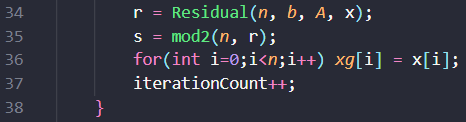 34 r = Residual(n, b, A, x);
35 s = mod2(n, r);
36 for(int i=0;i<n;i++) xg[i] = x[i];
37 iterationCount++;
38 }